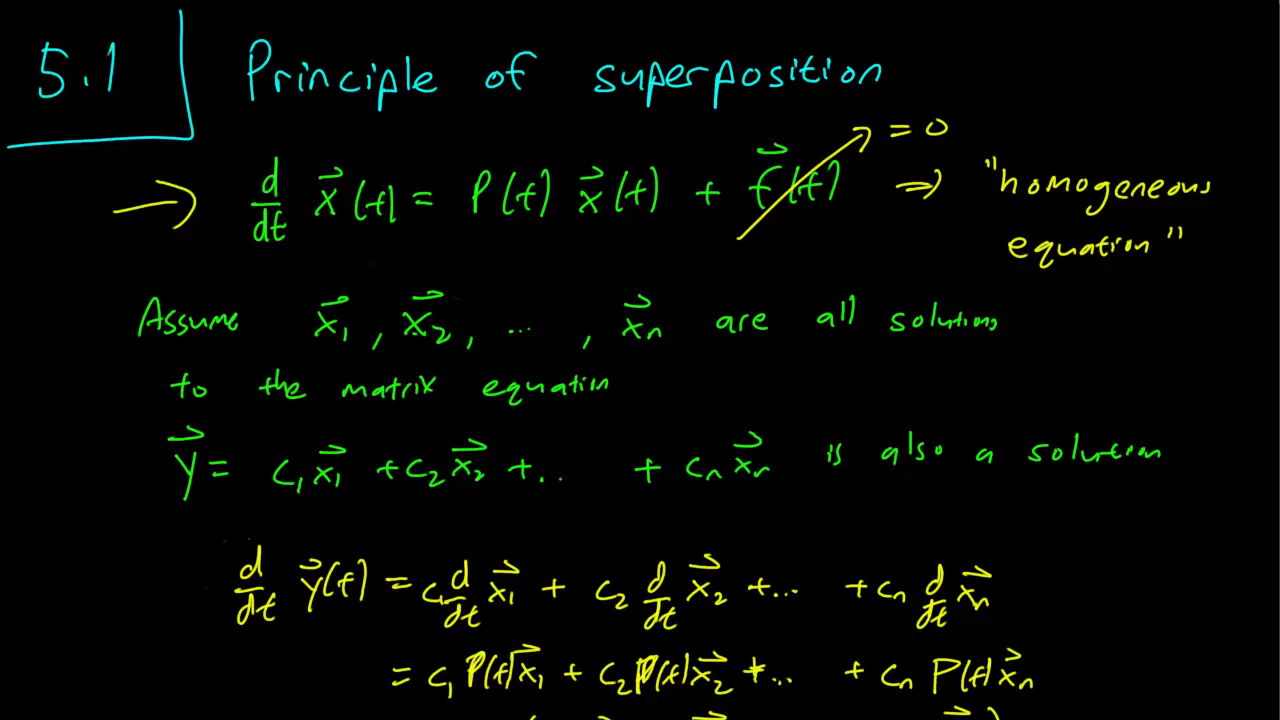 5.1 Principle of superposition
= 0
→ d/dt x⃗(t) = P(t) x⃗(t) + f⃗(t) ⇒ "homogeneous
equation"
Assume x⃗₁, x⃗₂, ... , x⃗ₙ are all solutions
to the matrix equation
y⃗ = c₁x⃗₁ + c₂x⃗₂ + ... + cₙx⃗ₙ is also a solution
d/dt y⃗(t) = c₁ d/dt x⃗₁ + c₂ d/dt x⃗₂ + ... + cₙ d/dt x⃗ₙ
= c₁ P(t)x⃗₁ + c₂ P(t)x⃗₂ + ... + cₙ P(t)x⃗ₙ